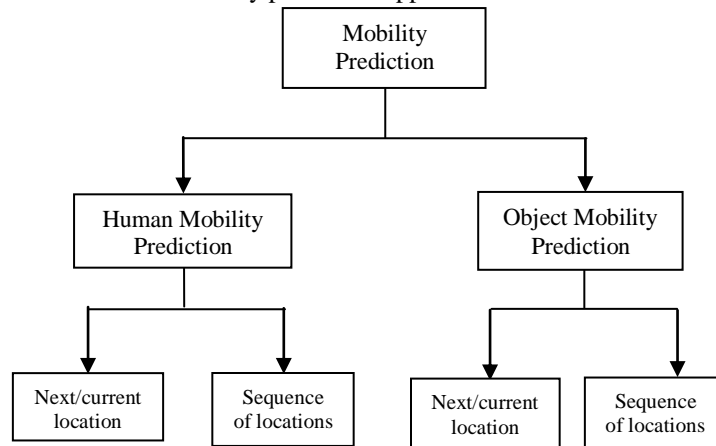 Mobility
Prediction
Human Mobility
Prediction
Object Mobility
Prediction
Next/current
location
Sequence
of locations
Next/current
location
Sequence
of locations